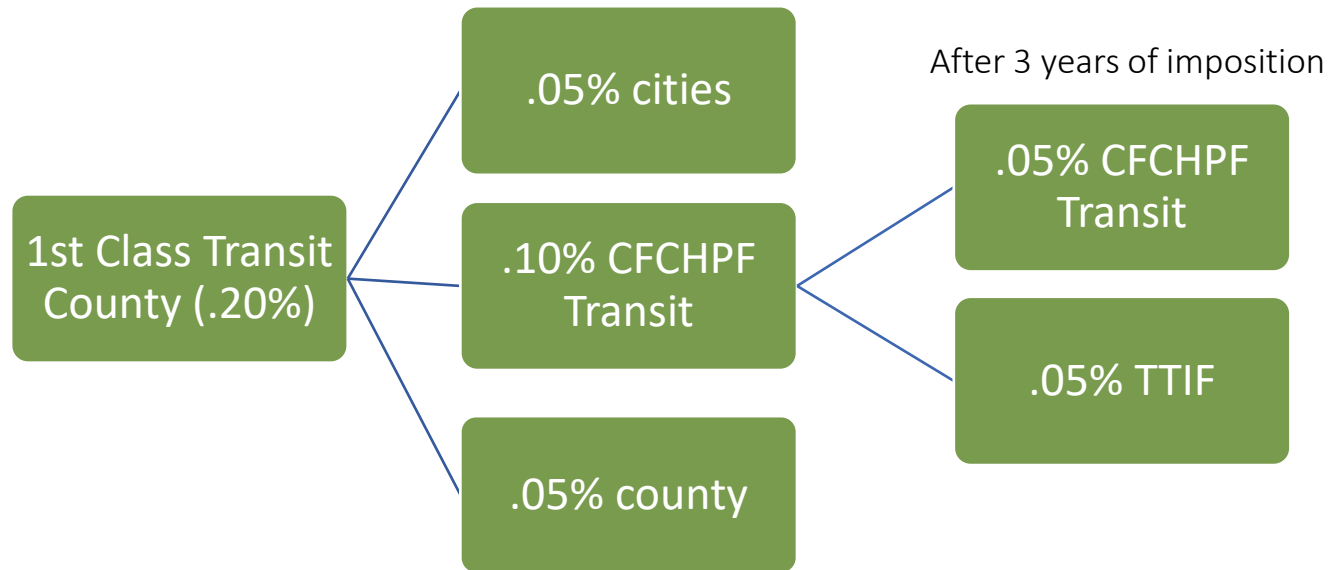 1st Class Transit
County (.20%)
.05% cities
.10% CFCHPF
Transit
.05% county
After 3 years of imposition
.05% CFCHPF
Transit
.05% TTIF